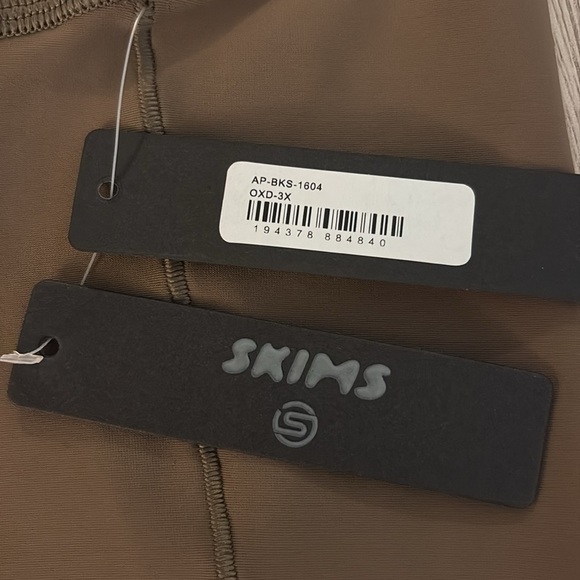 AP-BKS-1604
OXD-3X
194378 884840
SKIMS
S